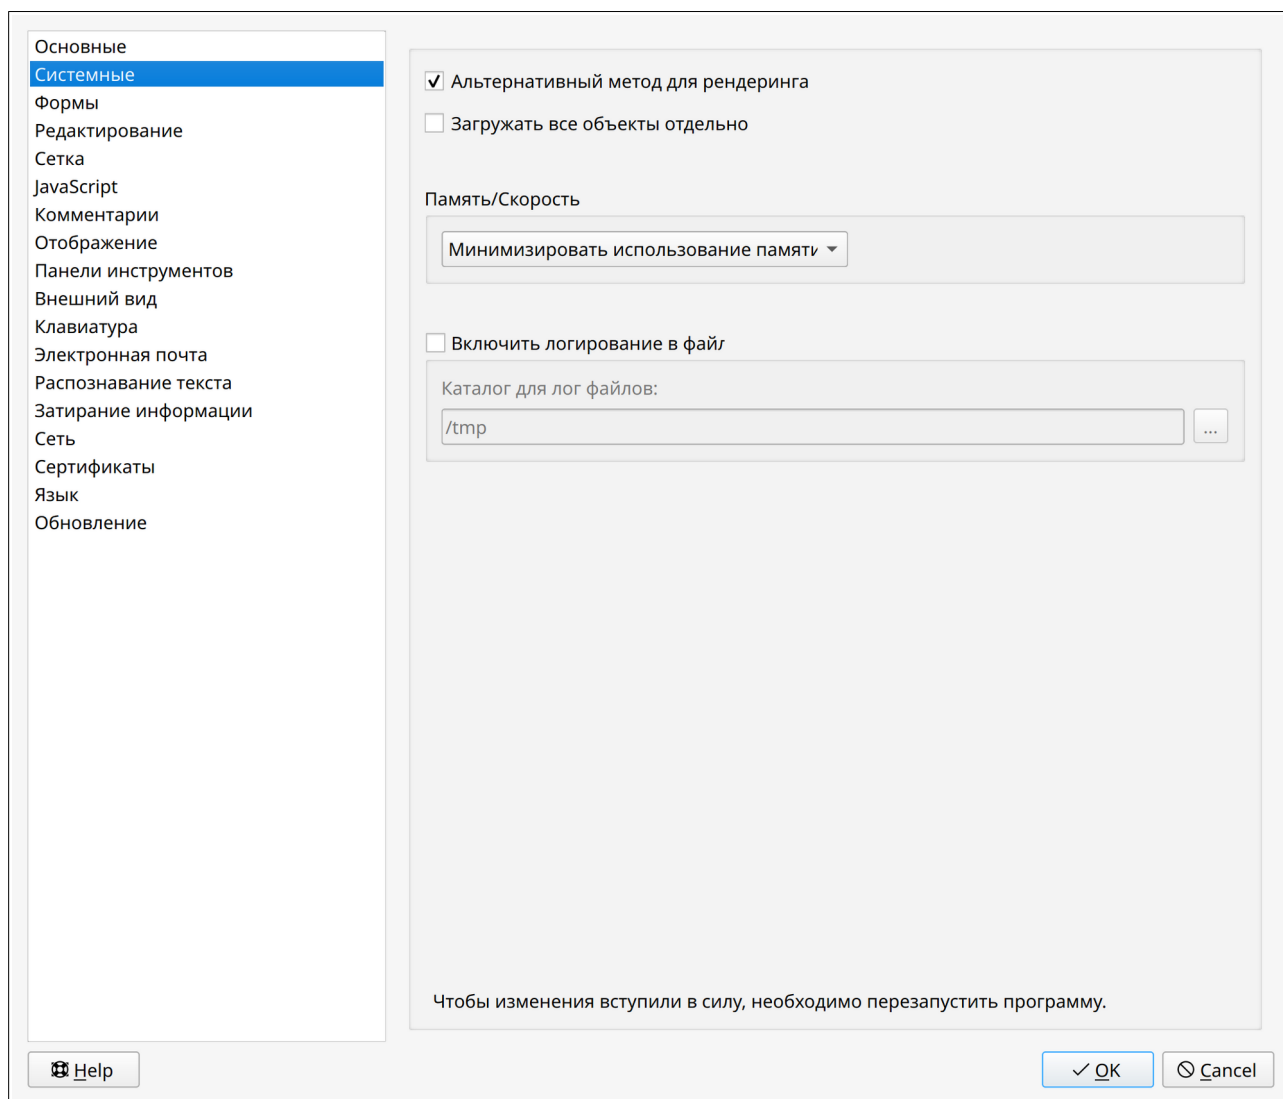 Основные
Системные
Формы
Редактирование
Сетка
JavaScript
Комментарии
Отображение
Панели инструментов
Внешний вид
Клавиатура
Электронная почта
Распознавание текста
Затирание информации
Сеть
Сертификаты
Язык
Обновление
Альтернативный метод для рендеринга
Загружать все объекты отдельно
Память/Скорость
Минимизировать использование памяти
Включить логирование в файл
Каталог для лог файлов:
/tmp
...
Чтобы изменения вступили в силу, необходимо перезапустить программу.
Help
OK
Cancel